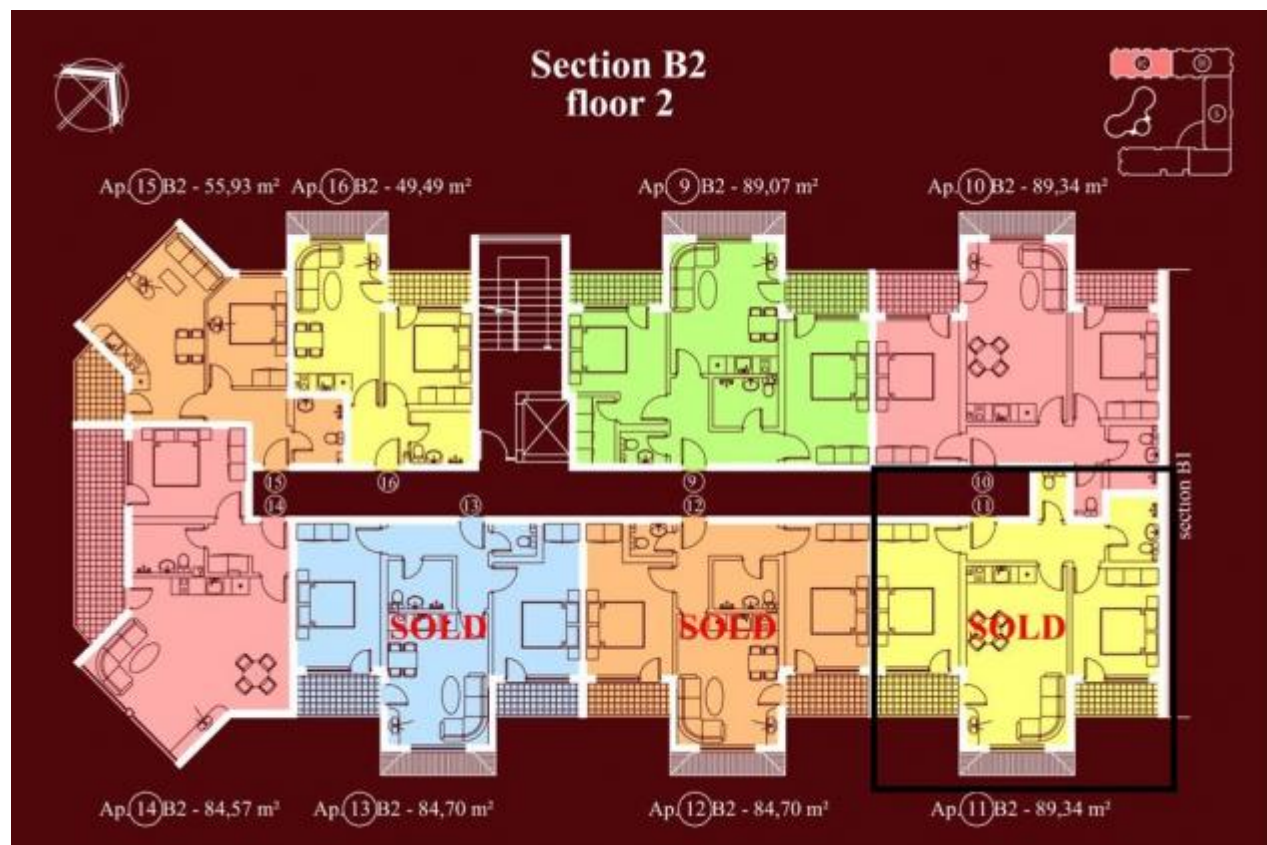 Section B2
floor 2
Ap. 15 B2 - 55,93 m²
Ap. 16 B2 - 49,49 m²
Ap. 9 B2 - 89,07 m²
Ap. 10 B2 - 89,34 m²
15
16
9
10
14
13
12
11
section B1
SOLD
SOLD
SOLD
Ap. 14 B2 - 84,57 m²
Ap. 13 B2 - 84,70 m²
Ap. 12 B2 - 84,70 m²
Ap. 11 B2 - 89,34 m²